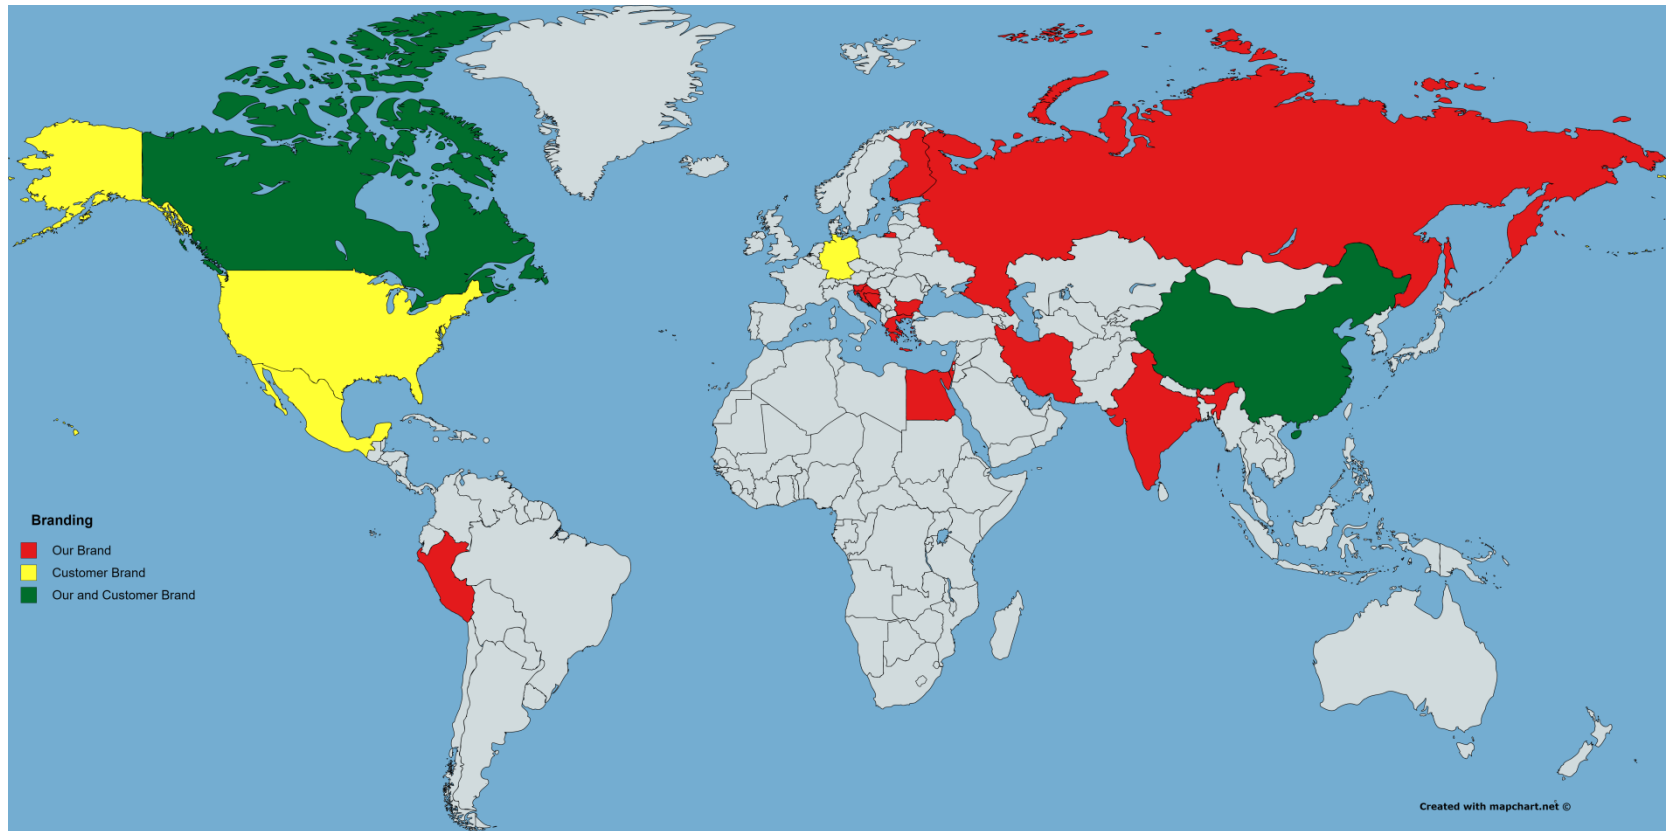 Branding
Our Brand
Customer Brand
Our and Customer Brand
Created with mapchart.net ©